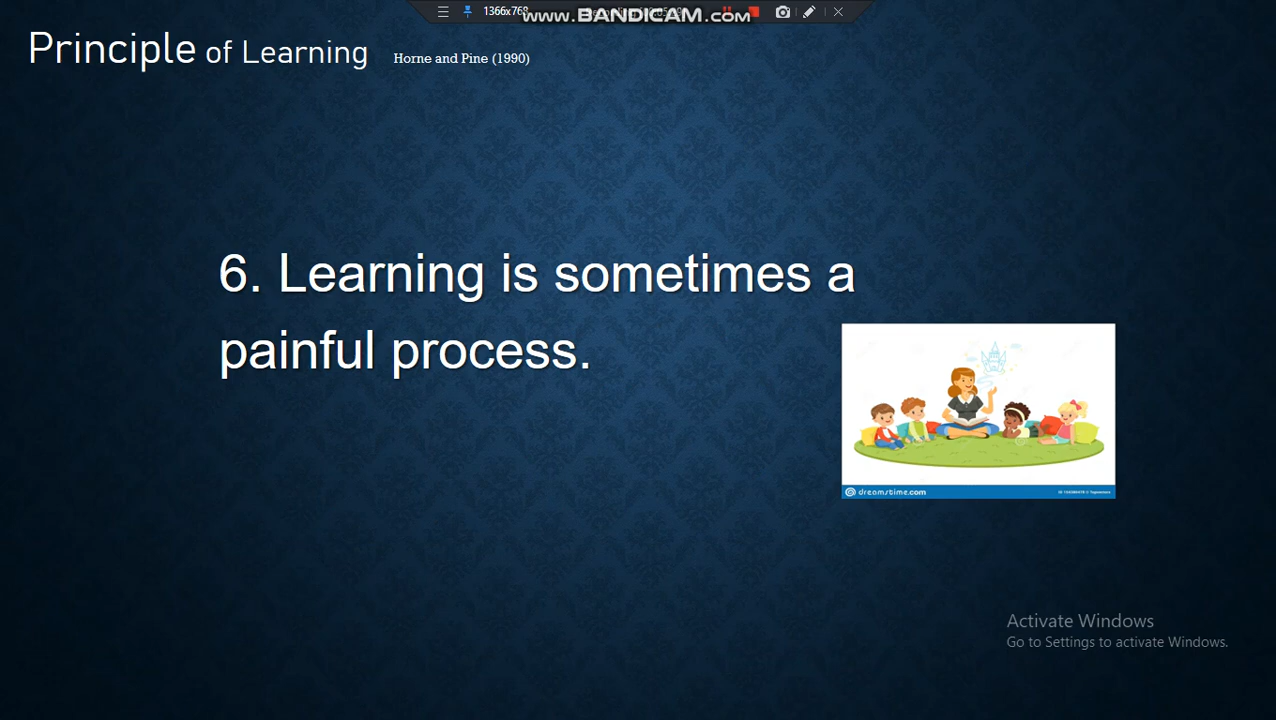 1366x768
www.BANDICAM.com
Principle of Learning Horne and Pine (1990)
6. Learning is sometimes a
painful process.
dreamstime.com
Activate Windows
Go to Settings to activate Windows.